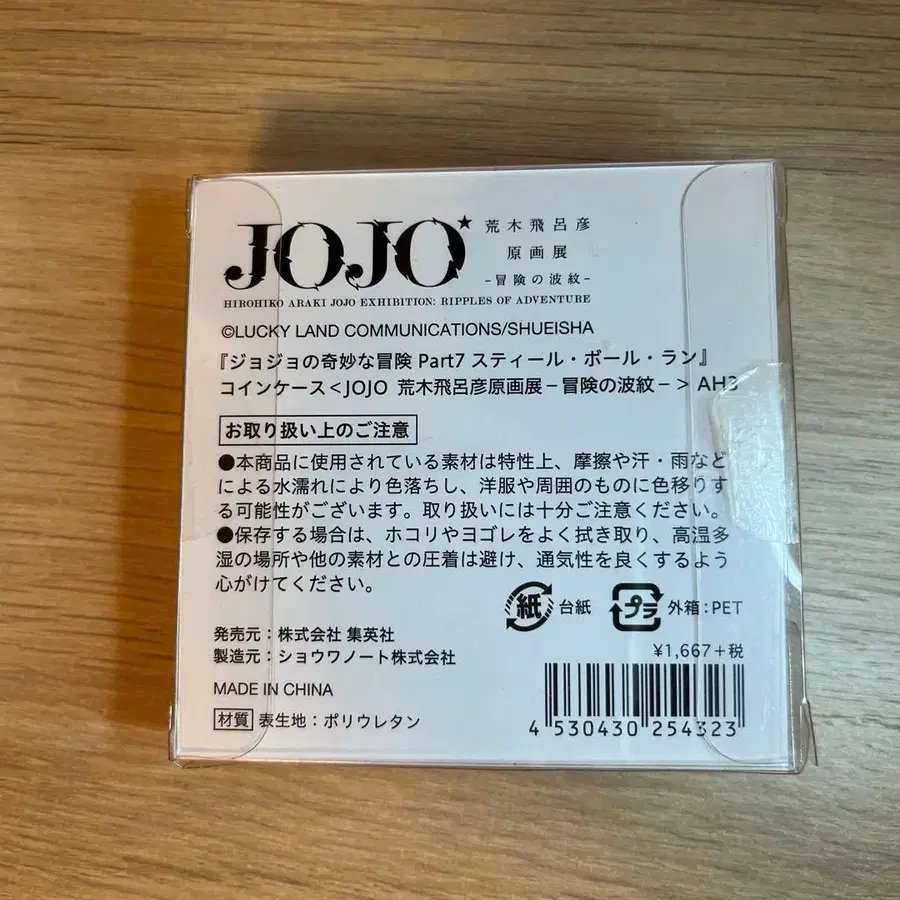 JOJO★
荒木飛呂彦
原画展
-冒険の波紋-
HIROHIKO ARAKI JOJO EXHIBITION: RIPPLES OF ADVENTURE
©LUCKY LAND COMMUNICATIONS/SHUEISHA
『ジョジョの奇妙な冒険 Part7 スティール・ボール・ラン』
コインケース<JOJO 荒木飛呂彦原画展－冒険の波紋－> AH3
お取り扱い上のご注意
●本商品に使用されている素材は特性上、摩擦や汗・雨など
による水濡れにより色落ちし、洋服や周囲のものに色移りす
る可能性がございます。取り扱いには十分ご注意ください。
●保存する場合は、ホコリやヨゴレをよく拭き取り、高温多
湿の場所や他の素材との圧着は避け、通気性を良くするよう
心がけてください。
紙 台紙 プラ 外箱:PET
発売元：株式会社 集英社
製造元：ショウワノート株式会社
¥1,667+税
MADE IN CHINA
材質 表生地：ポリウレタン
4 530430 254323